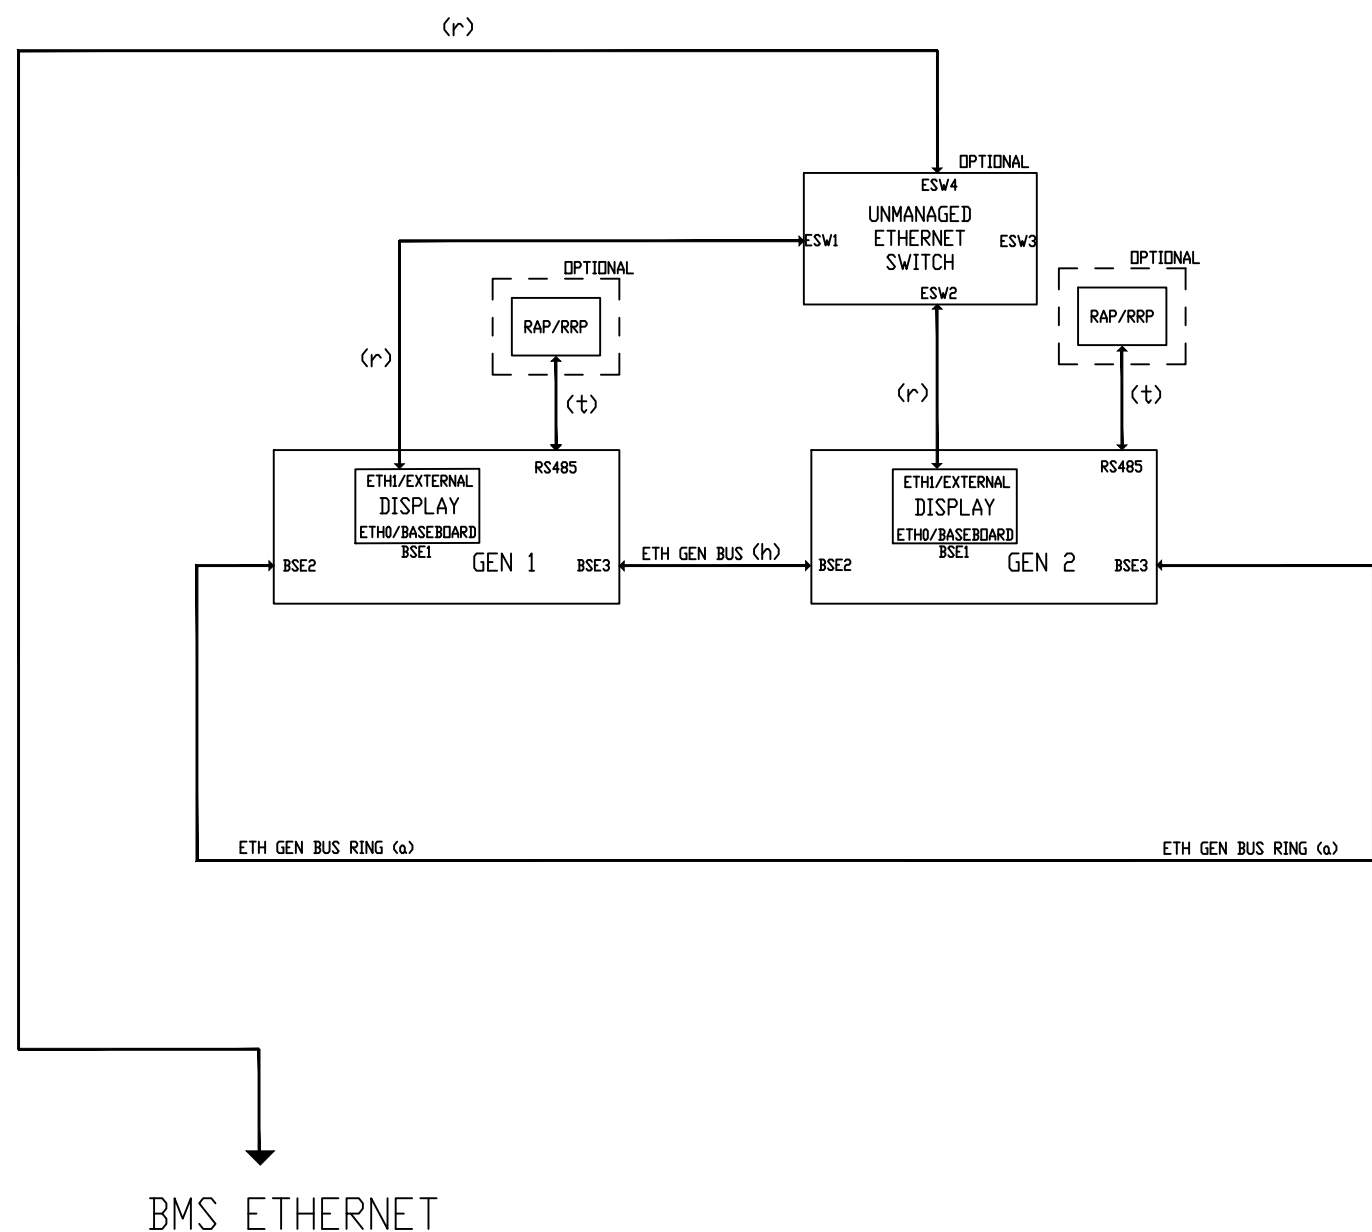 (r)
OPTIONAL
ESW4
UNMANAGED
ETHERNET
SWITCH
ESW1
ESW3
ESW2
OPTIONAL
RAP/RRP
OPTIONAL
RAP/RRP
(r)
(t)
(r)
(t)
RS485
ETH1/EXTERNAL
DISPLAY
ETH0/BASEBOARD
BSE1
GEN 1
BSE2
BSE3
ETH GEN BUS (h)
RS485
ETH1/EXTERNAL
DISPLAY
ETH0/BASEBOARD
BSE1
GEN 2
BSE2
BSE3
ETH GEN BUS RING (a)
ETH GEN BUS RING (a)
BMS ETHERNET